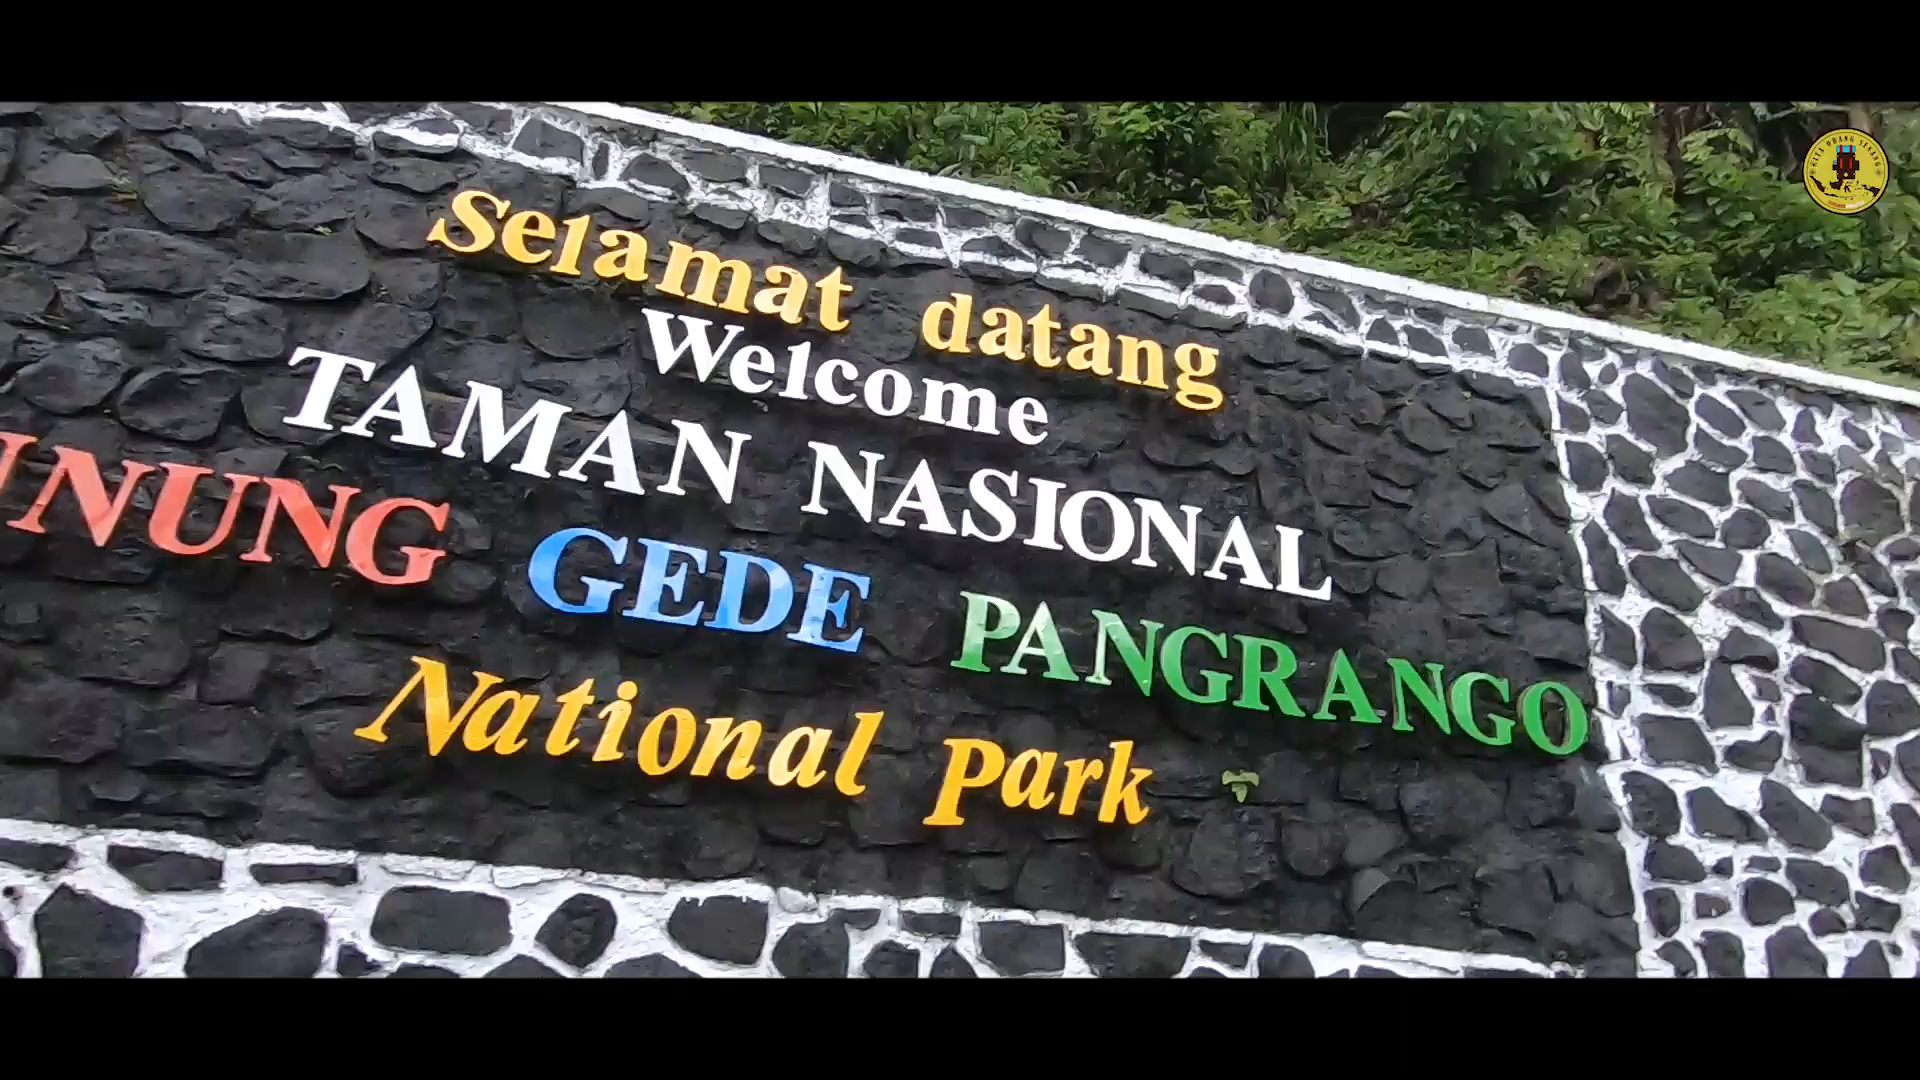 Selamat datang
Welcome
TAMAN NASIONAL
NUNG GEDE PANGRANGO
National Park